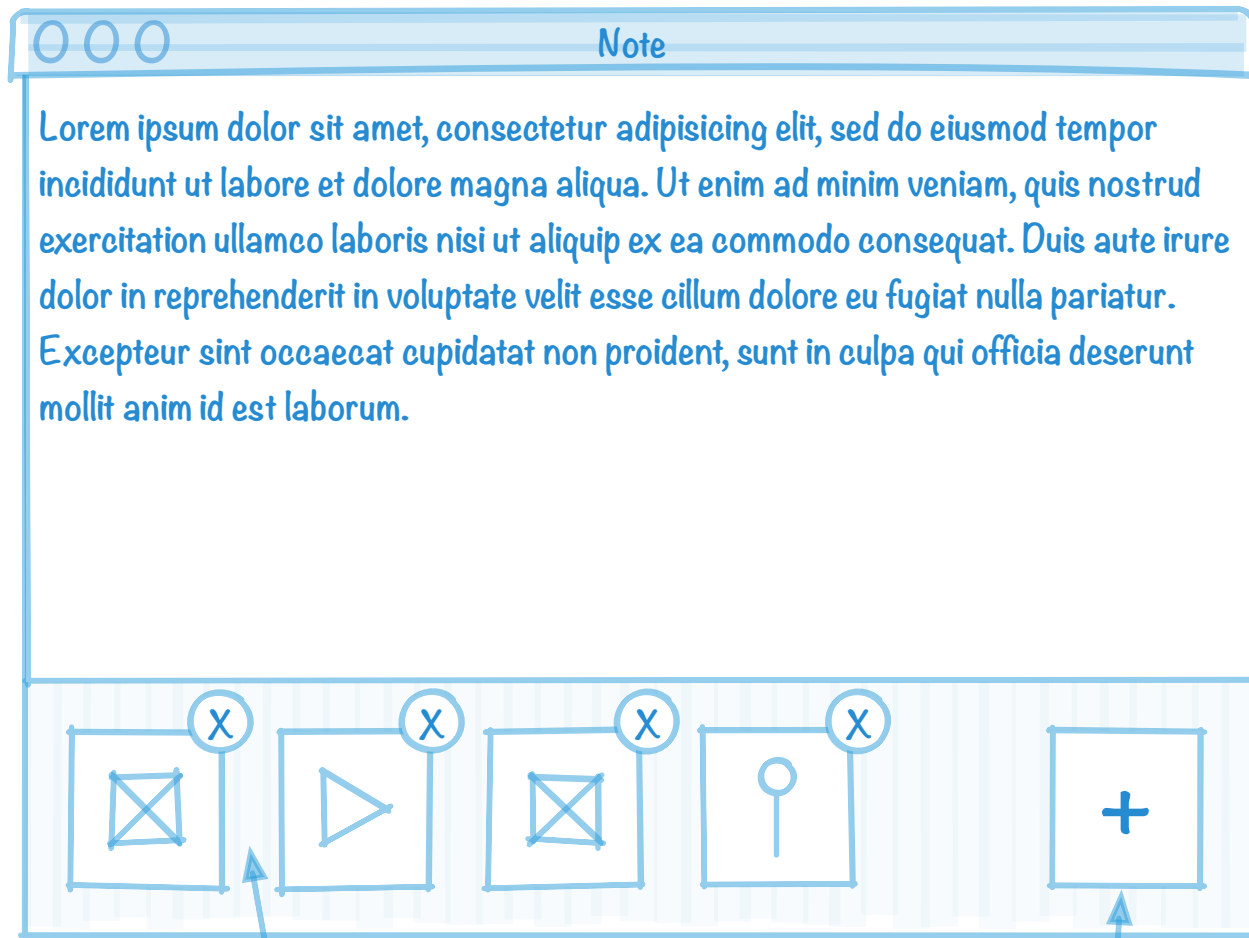 Note
Lorem ipsum dolor sit amet, consectetur adipisicing elit, sed do eiusmod tempor
incididunt ut labore et dolore magna aliqua. Ut enim ad minim veniam, quis nostrud
exercitation ullamco laboris nisi ut aliquip ex ea commodo consequat. Duis aute irure
dolor in reprehenderit in voluptate velit esse cillum dolore eu fugiat nulla pariatur.
Excepteur sint occaecat cupidatat non proident, sunt in culpa qui officia deserunt
mollit anim id est laborum.
X X X X
+